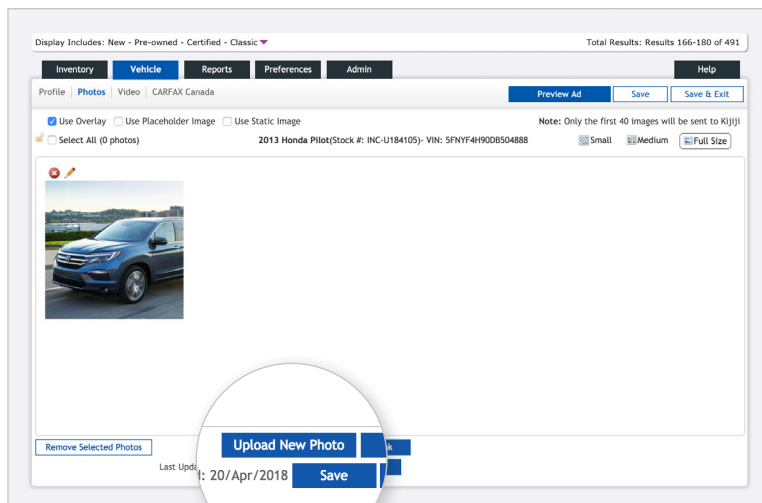 Display Includes: New - Pre-owned - Certified - Classic
Total Results: Results 166-180 of 491
Inventory Vehicle Reports Preferences Admin Help
Profile | Photos | Video | CARFAX Canada
Preview Ad Save Save & Exit
Use Overlay Use Placeholder Image Use Static Image
Note: Only the first 40 images will be sent to Kijiji
Select All (0 photos)
2013 Honda Pilot(Stock #: INC-U184105)- VIN: 5FNYF4H90DB504888
Small Medium Full Size
Remove Selected Photos Upload New Photo
Last 20/Apr/2018 Save